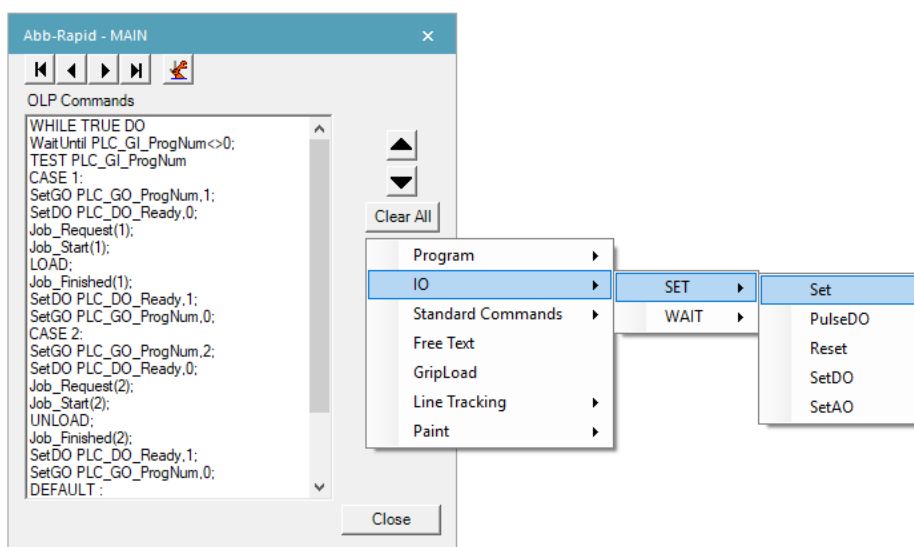 Abb-Rapid - MAIN
OLP Commands
WHILE TRUE DO
WaitUntil PLC_GI_ProgNum<>0;
TEST PLC_GI_ProgNum
CASE 1:
SetGO PLC_GO_ProgNum,1;
SetDO PLC_DO_Ready,0;
Job_Request(1);
Job_Start(1);
LOAD;
Job_Finished(1);
SetDO PLC_DO_Ready,1;
SetGO PLC_GO_ProgNum,0;
CASE 2:
SetGO PLC_GO_ProgNum,2;
SetDO PLC_DO_Ready,0;
Job_Request(2);
Job_Start(2);
UNLOAD;
Job_Finished(2);
SetDO PLC_DO_Ready,1;
SetGO PLC_GO_ProgNum,0;
DEFAULT :
Clear All
Program
IO
Standard Commands
Free Text
GripLoad
Line Tracking
Paint
SET
WAIT
Set
PulseDO
Reset
SetDO
SetAO
Close